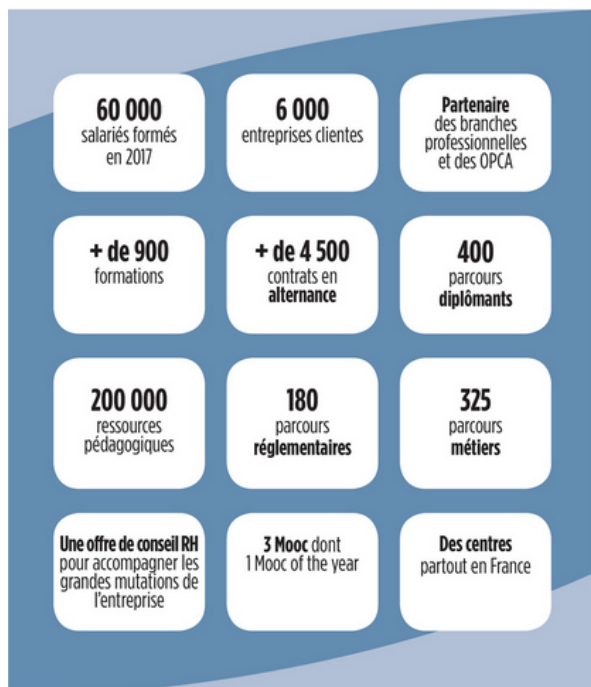 60 000
salariés formés
en 2017
6 000
entreprises clientes
Partenaire
des branches
professionnelles
et des OPCA
+ de 900
formations
+ de 4 500
contrats en
alternance
400
parcours
diplômants
200 000
ressources
pédagogiques
180
parcours
réglementaires
325
parcours
métiers
Une offre de conseil RH
pour accompagner les
grandes mutations de
l'entreprise
3 Mooc dont
1 Mooc of the year
Des centres
partout en France